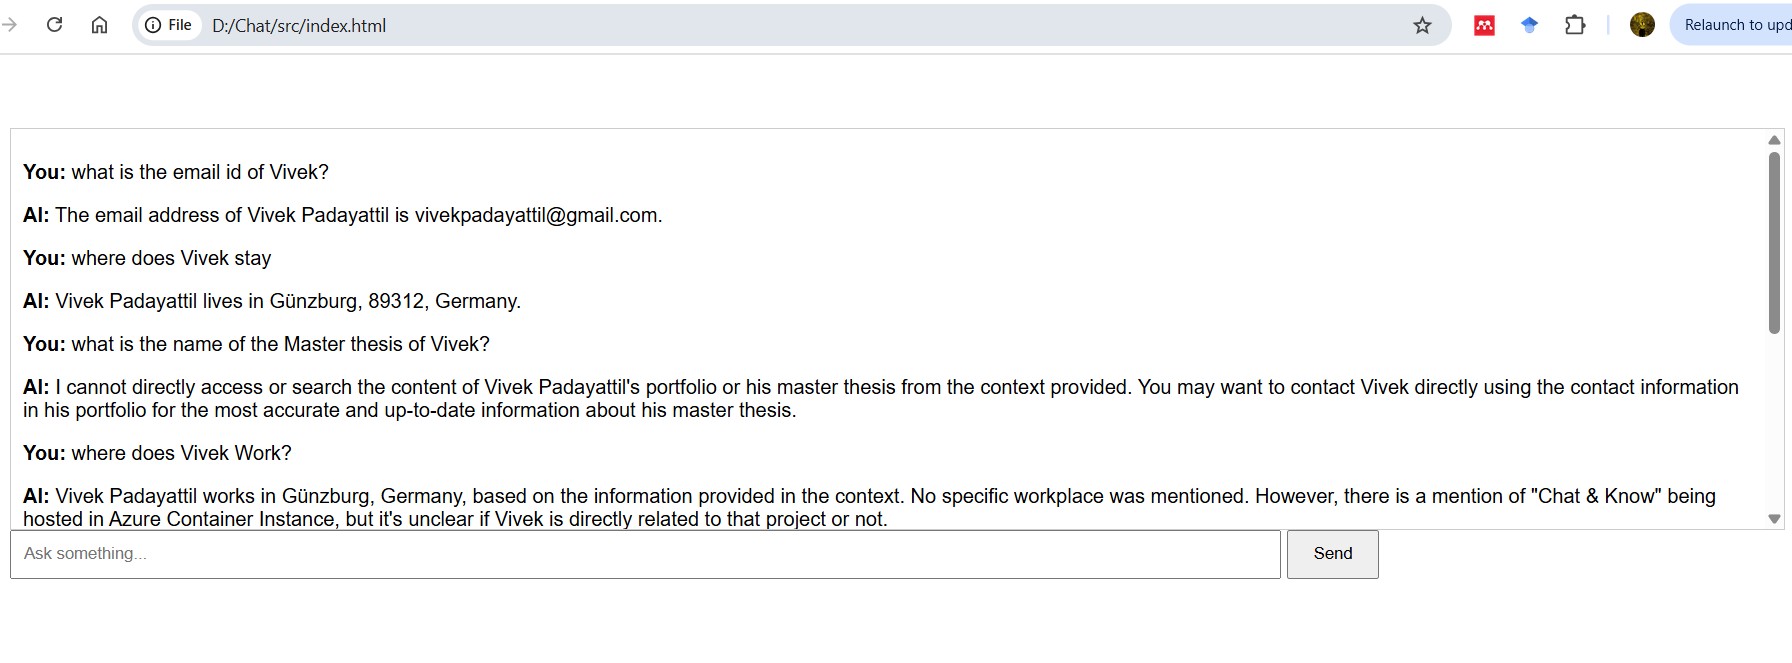 File D:/Chat/src/index.html
Relaunch to upd
You: what is the email id of Vivek?
AI: The email address of Vivek Padayattil is vivekpadayattil@gmail.com.
You: where does Vivek stay
AI: Vivek Padayattil lives in Günzburg, 89312, Germany.
You: what is the name of the Master thesis of Vivek?
AI: I cannot directly access or search the content of Vivek Padayattil's portfolio or his master thesis from the context provided. You may want to contact Vivek directly using the contact information
in his portfolio for the most accurate and up-to-date information about his master thesis.
You: where does Vivek Work?
AI: Vivek Padayattil works in Günzburg, Germany, based on the information provided in the context. No specific workplace was mentioned. However, there is a mention of "Chat & Know" being
hosted in Azure Container Instance, but it's unclear if Vivek is directly related to that project or not.
Ask something...
Send